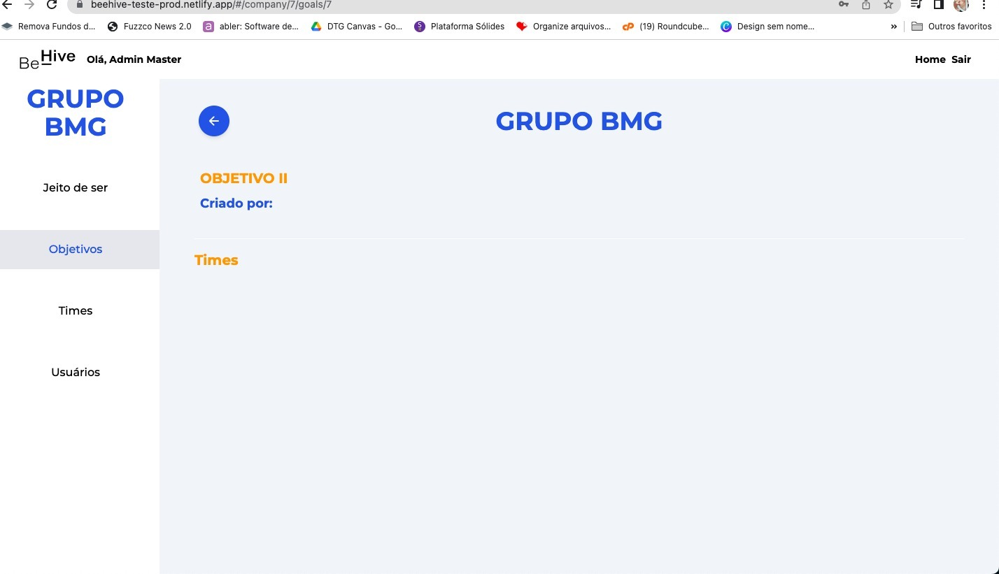 beehive-teste-prod.netlify.app/#/company/7/goals/7
Remova Fundos d... Fuzzco News 2.0 abler: Software de... DTG Canvas - Go... Plataforma Sólides Organize arquivos... (19) Roundcube... Design sem nome... » Outros favoritos
BeHive Olá, Admin Master Home Sair
GRUPO
BMG
Jeito de ser
Objetivos
Times
Usuários
GRUPO BMG
OBJETIVO II
Criado por:
Times